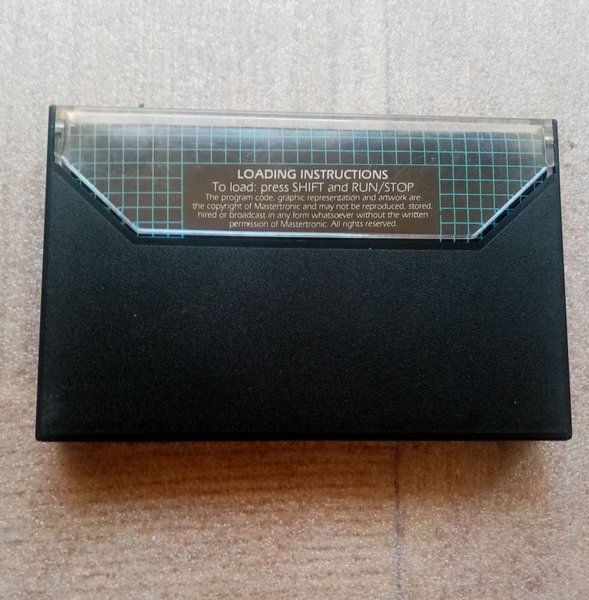 LOADING INSTRUCTIONS
To load: press SHIFT and RUN/STOP
The program code, graphic representation and artwork are
the copyright of Mastertronic and may not be reproduced, stored,
hired or broadcast in any form whatsoever without the written
permission of Mastertronic. All rights reserved.